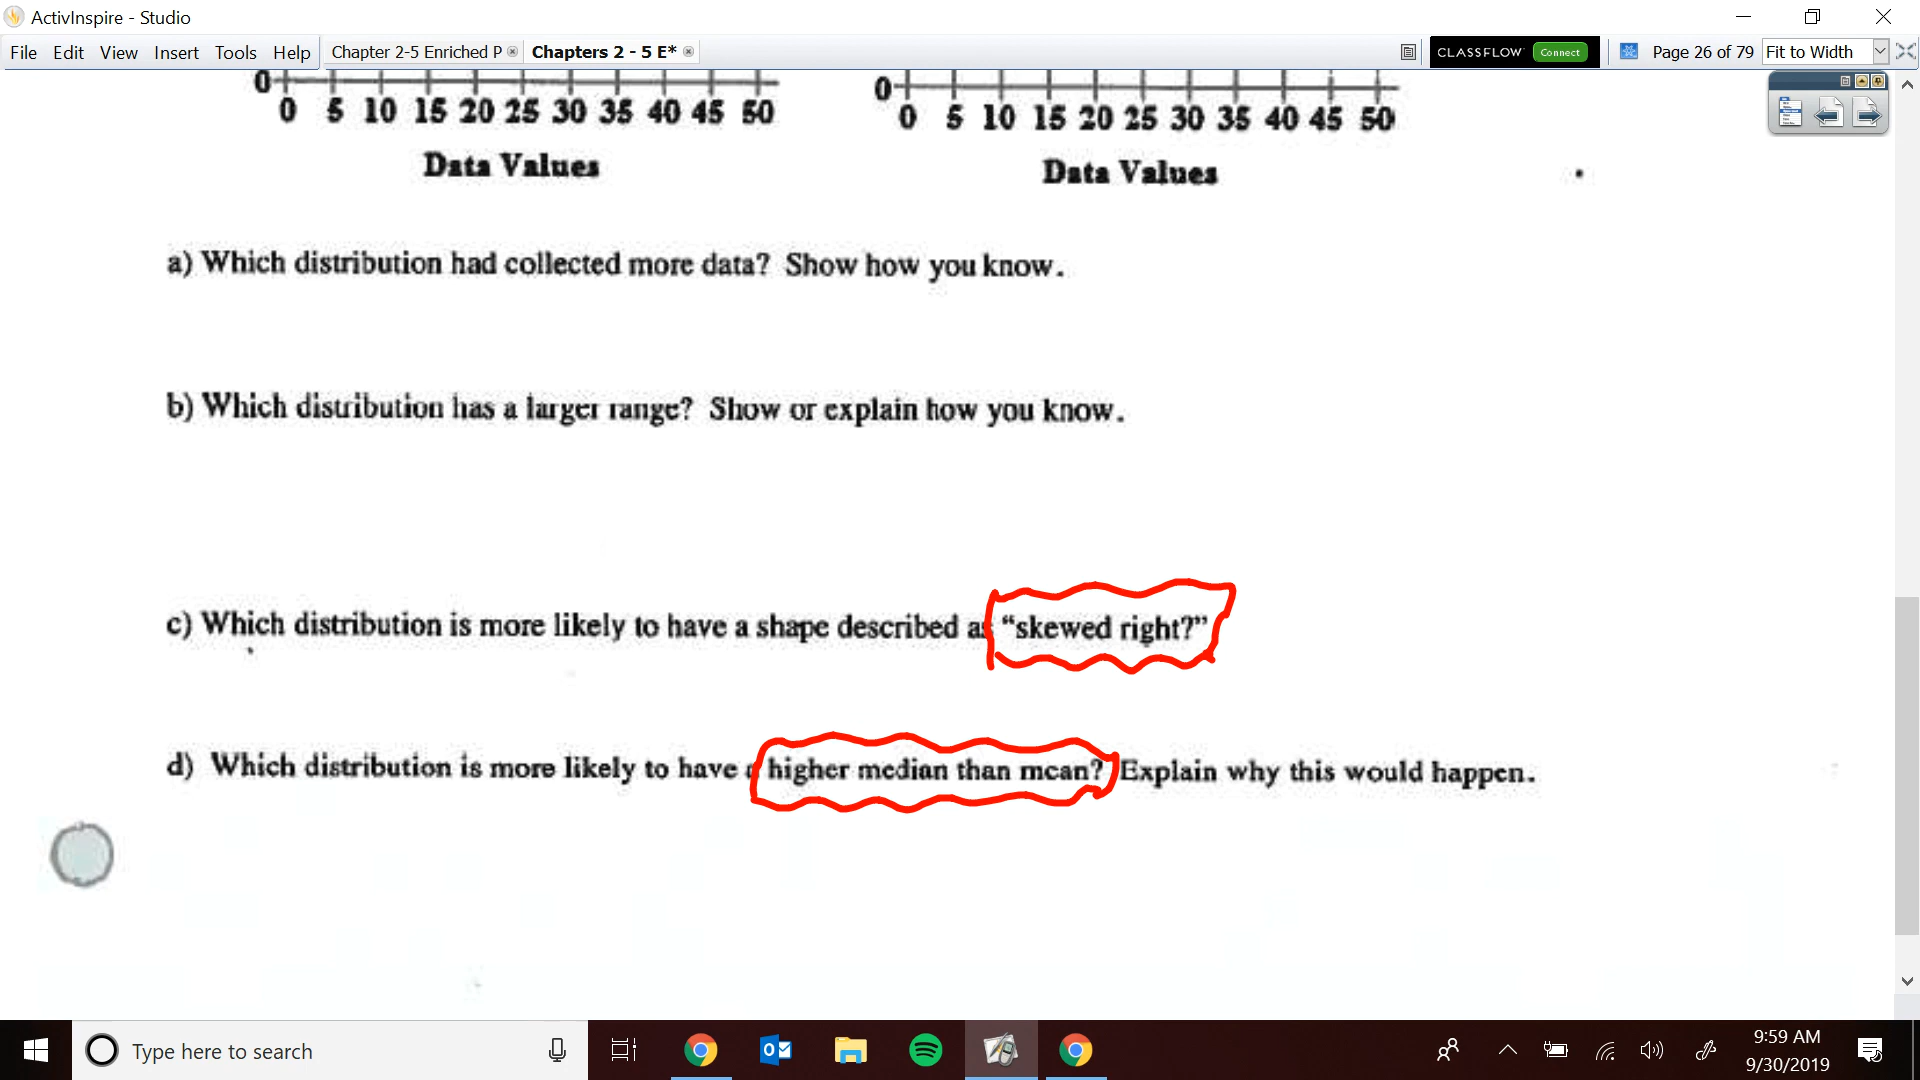 ActivInspire - Studio
File Edit View Insert Tools Help
Chapter 2-5 Enriched P
Chapters 2 - 5 E*
CLASSFLOW Connect
Page 26 of 79
Fit to Width
0
0 5 10 15 20 25 30 35 40 45 50
Data Values
0
0 5 10 15 20 25 30 35 40 45 50
Data Values
a) Which distribution had collected more data? Show how you know.
b) Which distribution has a larger range? Show or explain how you know.
c) Which distribution is more likely to have a shape described as "skewed right?"
d) Which distribution is more likely to have a higher median than mean? Explain why this would happen.
Type here to search
9:59 AM
9/30/2019